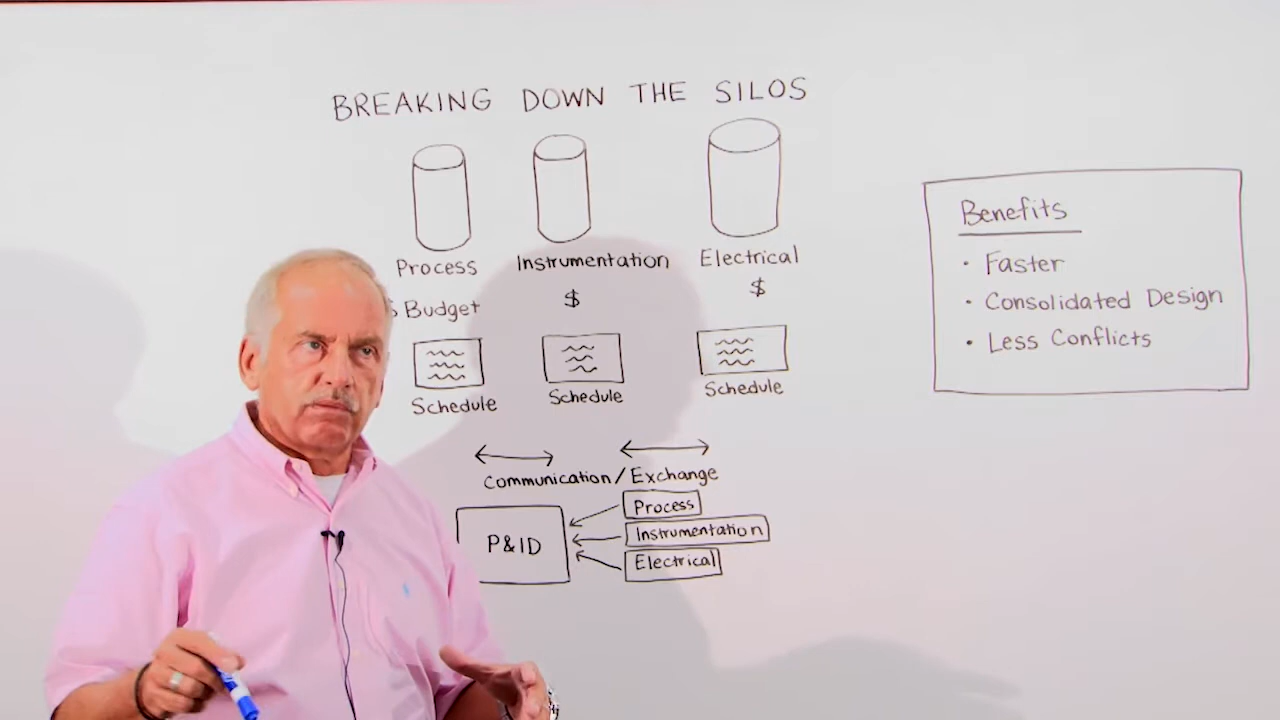 BREAKING DOWN THE SILOS
Process Instrumentation Electrical
$ Budget $ $
Schedule Schedule Schedule
Communication/Exchange
P&ID
Process
Instrumentation
Electrical
Benefits
· Faster
· Consolidated Design
· Less Conflicts